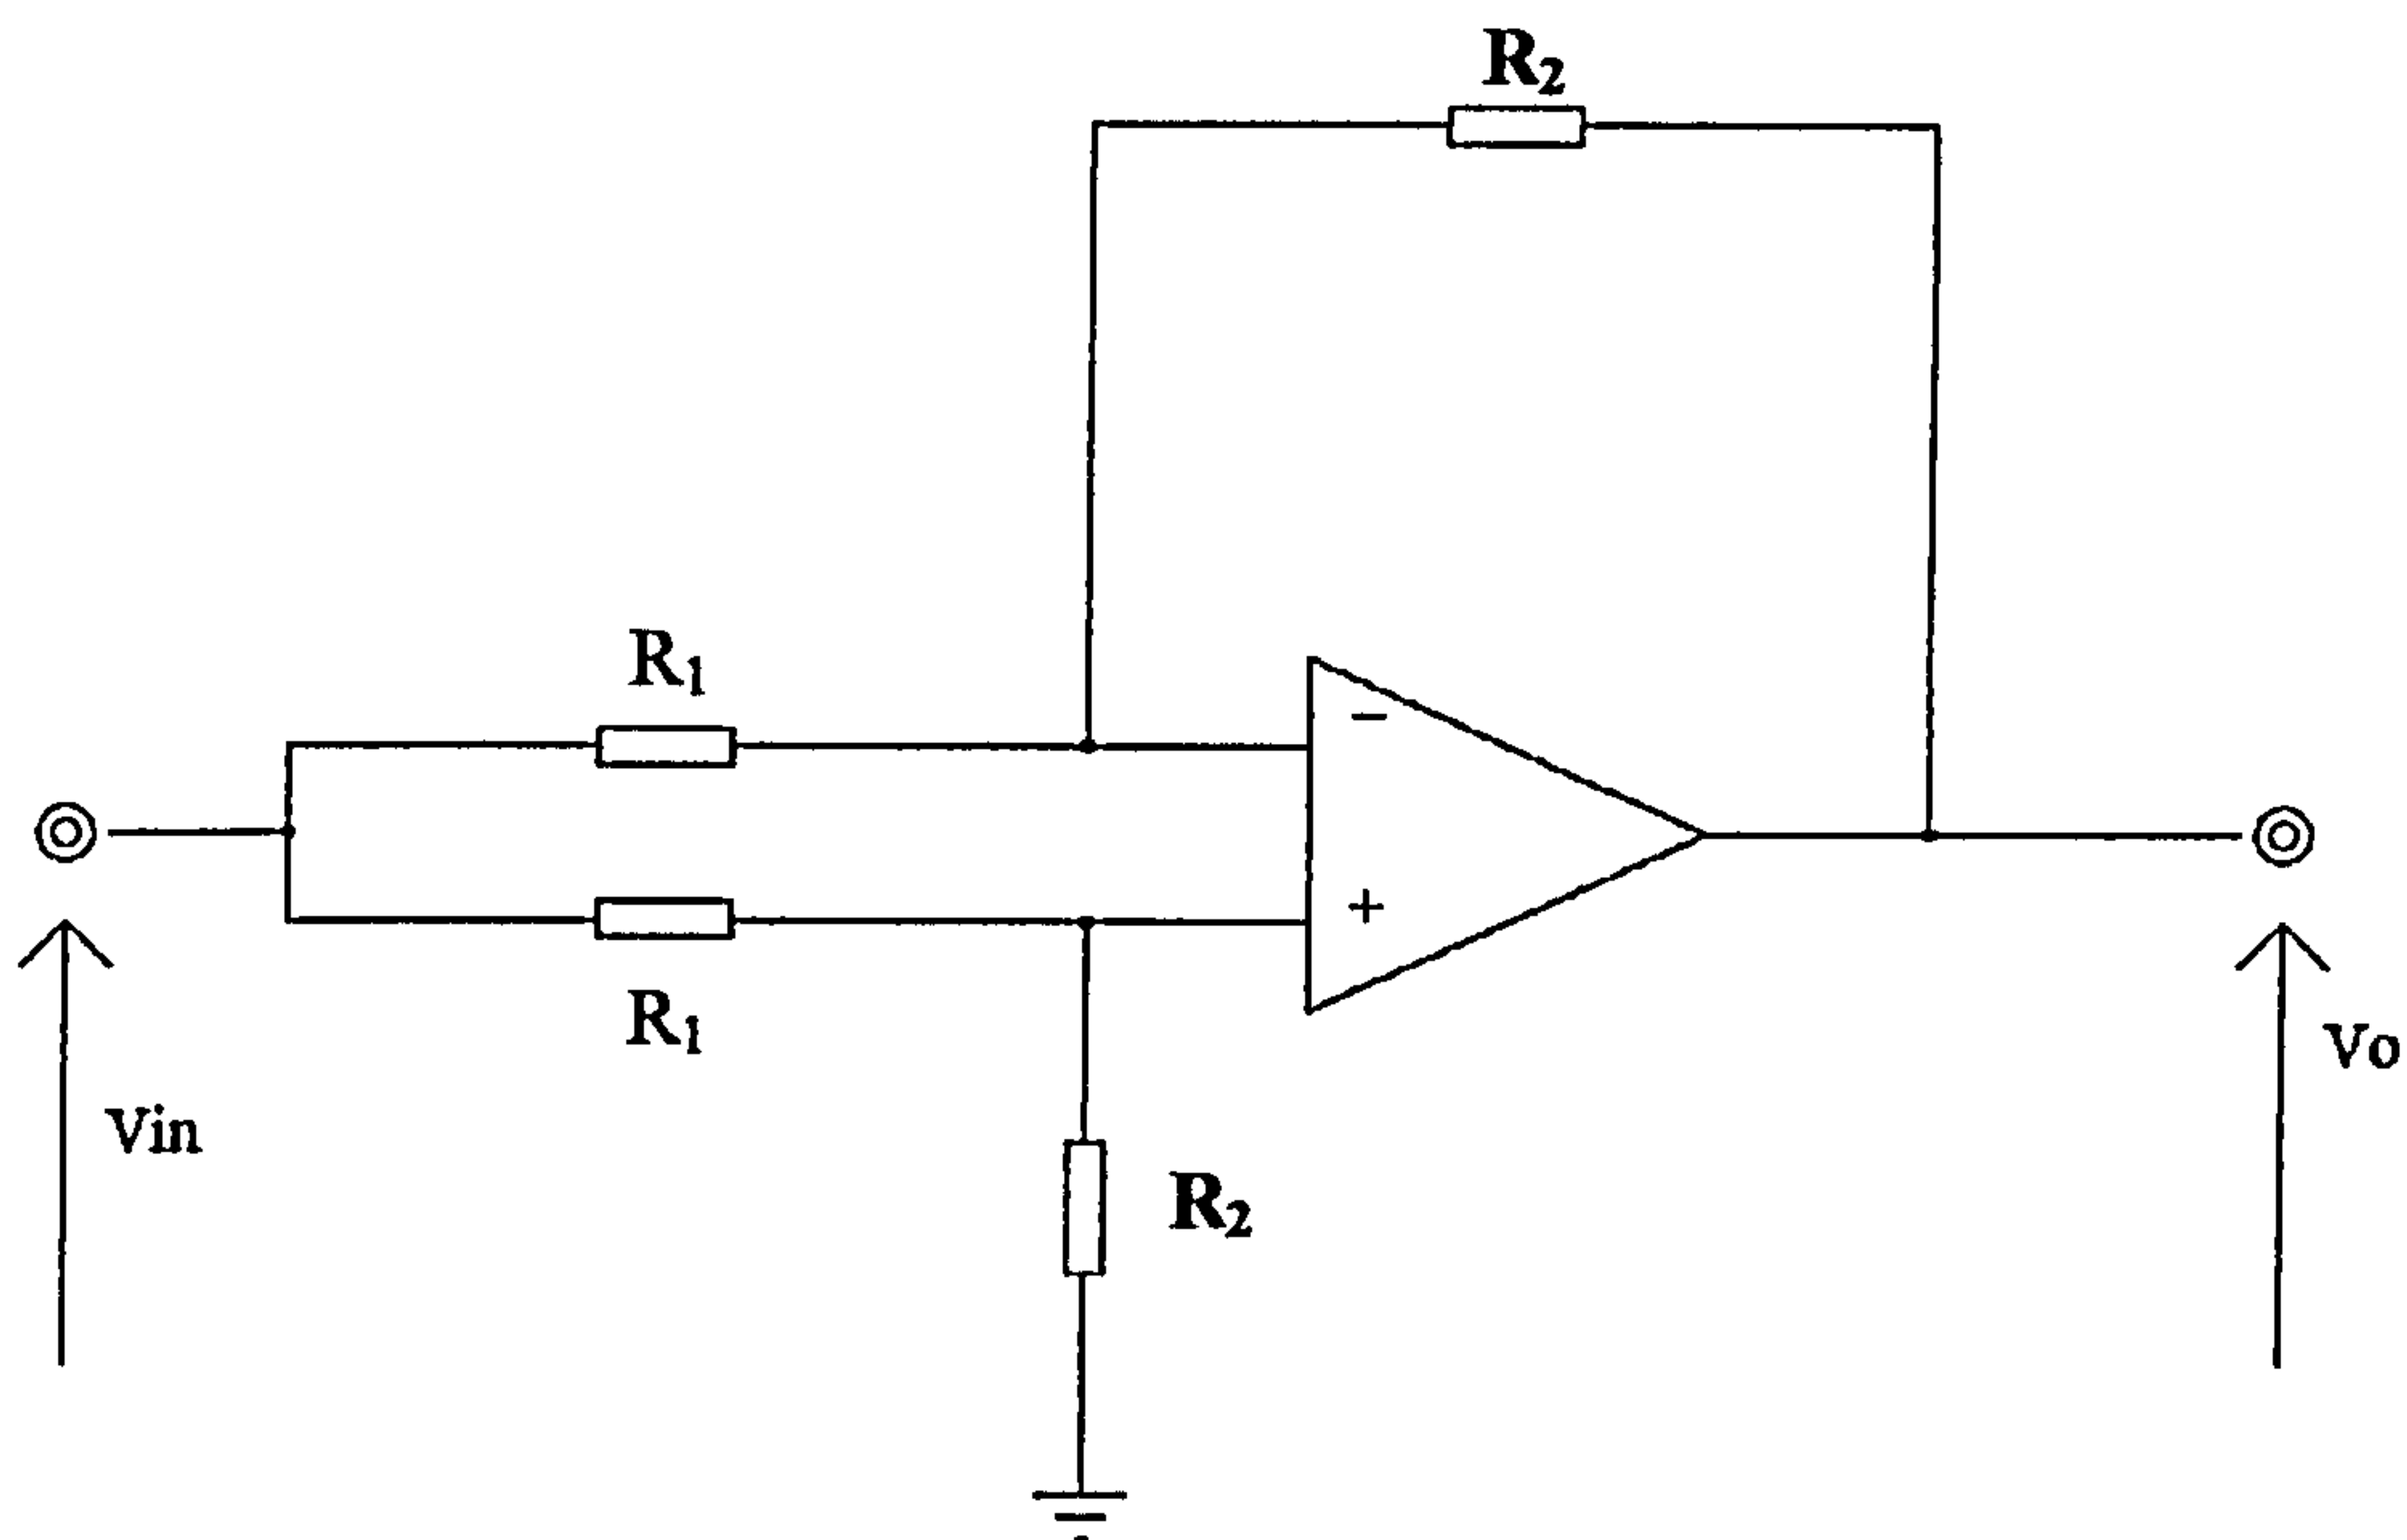 R₂
R₁
−
+
R₁
Vin
Vo
R₂